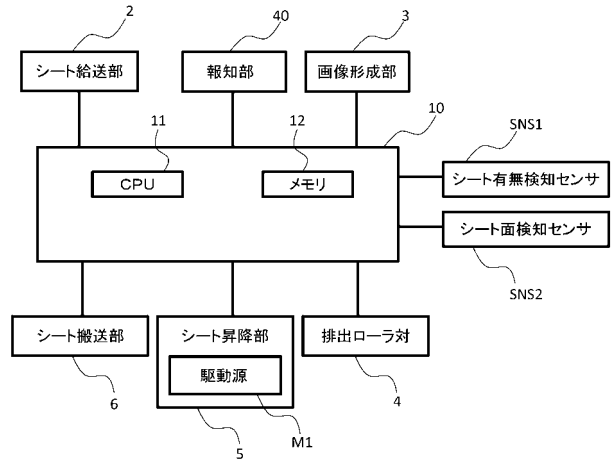 2
40
3
シート給送部
報知部
画像形成部
10
11
12
SNS1
CPU
メモリ
シート有無検知センサ
シート面検知センサ
SNS2
シート搬送部
シート昇降部
排出ローラ対
駆動源
6
5
M1
4